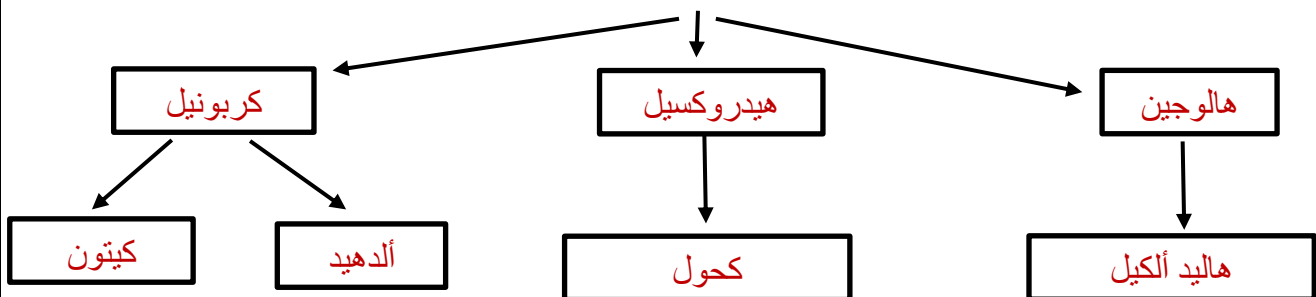 هالوجين
هيدروكسيل
كربونيل
هاليد ألكيل
كحول
ألدهيد
كيتون